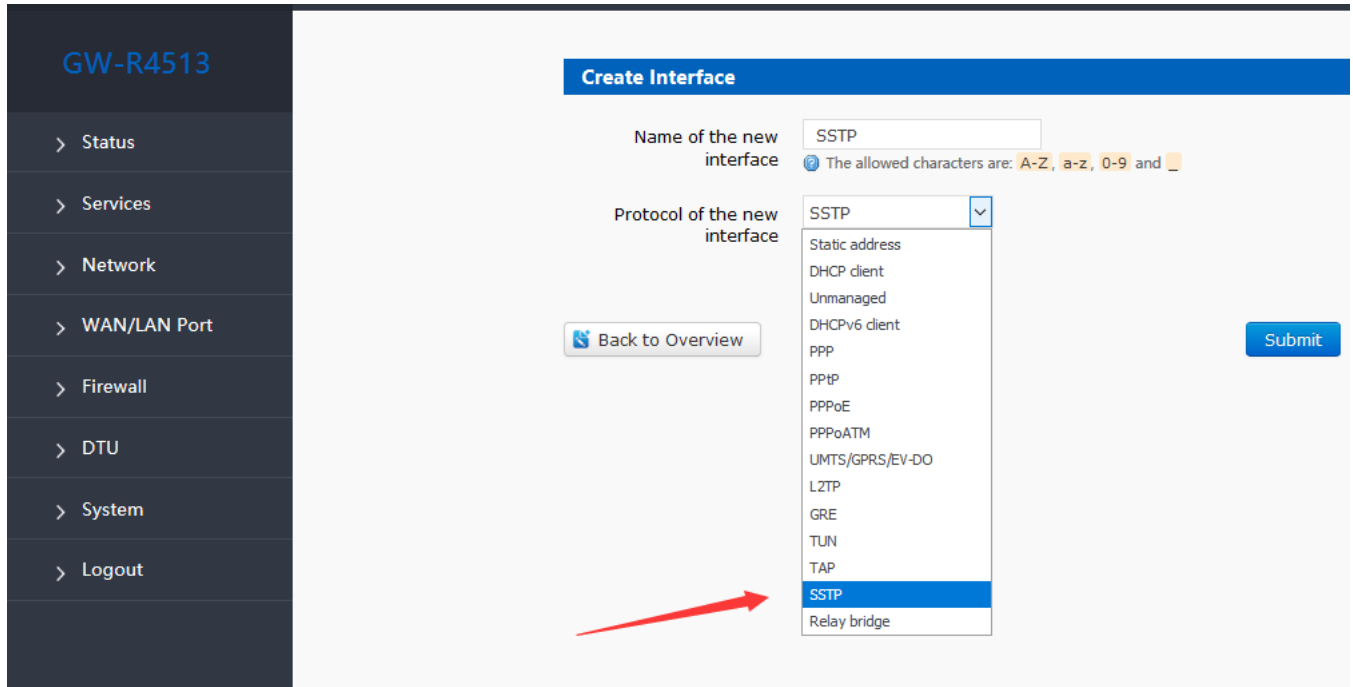 GW-R4513
Status
Services
Network
WAN/LAN Port
Firewall
DTU
System
Logout
Create Interface
Name of the new
interface
SSTP
The allowed characters are: A-Z, a-z, 0-9 and _
Protocol of the new
interface
SSTP
Static address
DHCP client
Unmanaged
DHCPv6 client
PPP
PPtP
PPPoE
PPPoATM
UMTS/GPRS/EV-DO
L2TP
GRE
TUN
TAP
SSTP
Relay bridge
Back to Overview
Submit